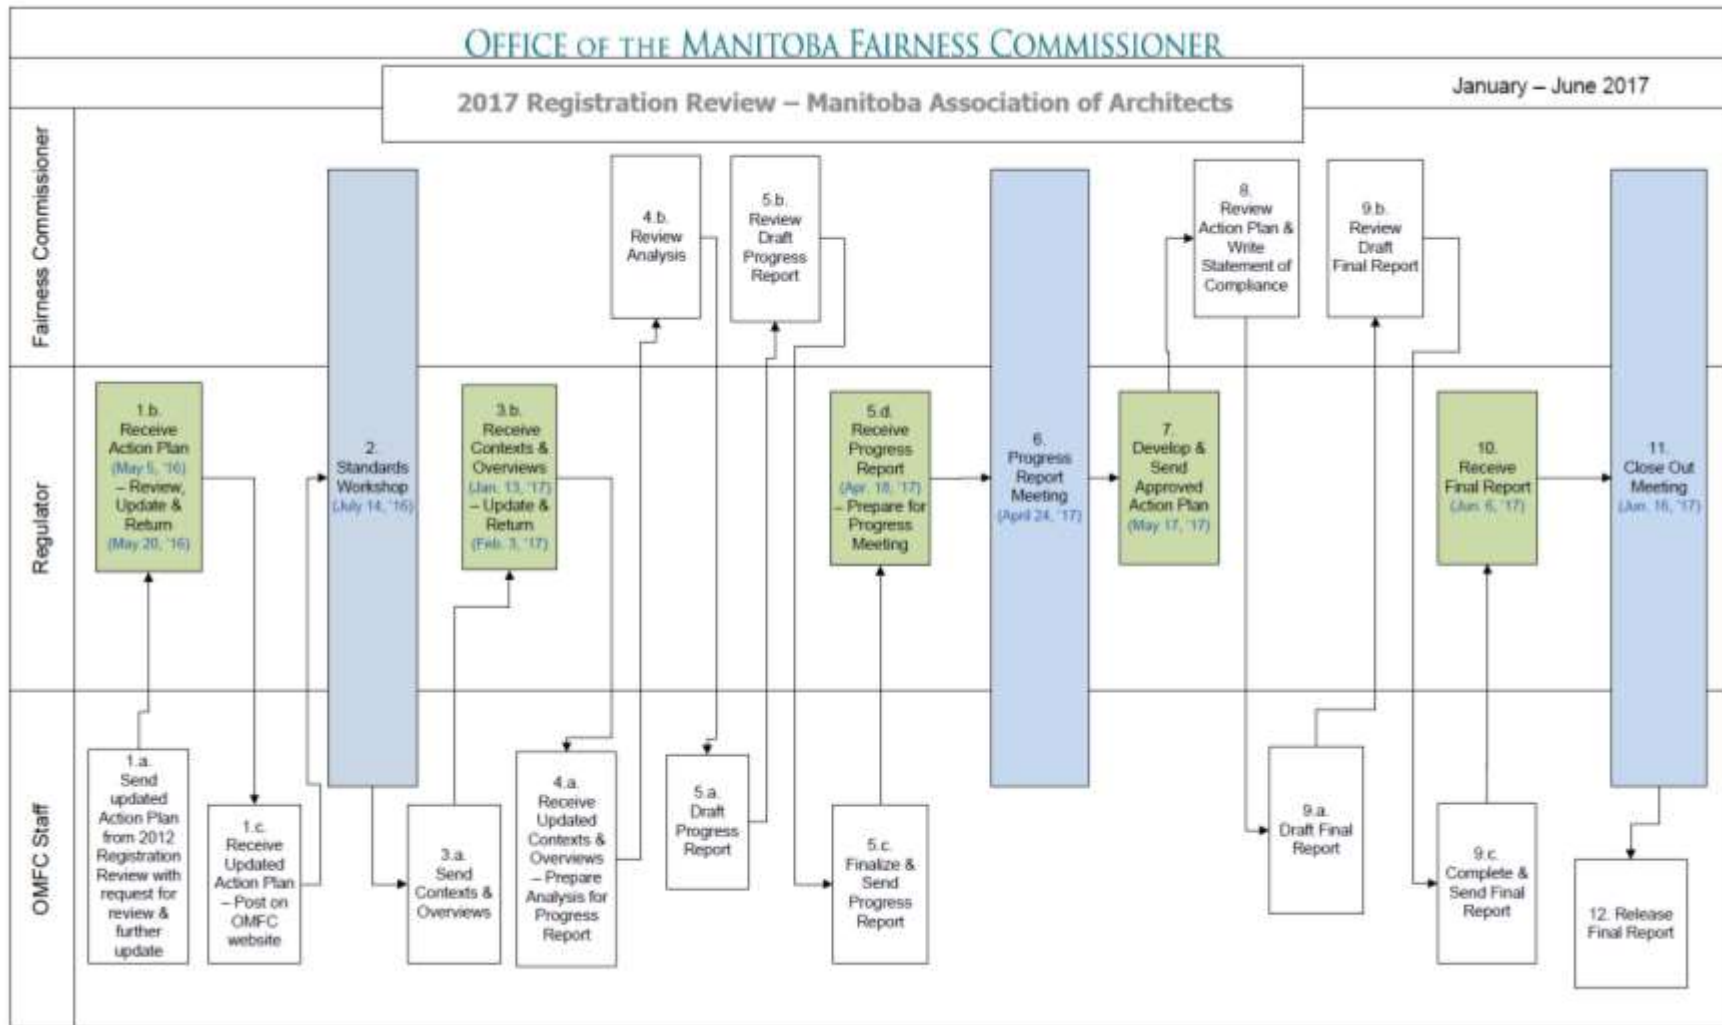 OFFICE OF THE MANITOBA FAIRNESS COMMISSIONER
2017 Registration Review – Manitoba Association of Architects
January – June 2017
Fairness Commissioner
4.b.
Review
Analysis
5.b.
Review
Draft
Progress
Report
8.
Review
Action Plan &
Write
Statement of
Compliance
9.b.
Review
Draft
Final Report
Regulator
1.b.
Receive
Action Plan
(May 5, '16)
– Review,
Update &
Return
(May 20, '16)
2.
Standards
Workshop
(July 14, '16)
3.b.
Receive
Contexts &
Overviews
(Jan. 13, '17)
– Update &
Return
(Feb. 3, '17)
5.d.
Receive
Progress
Report
(Apr. 18, '17)
– Prepare for
Progress
Meeting
6.
Progress
Report
Meeting
(April 24, '17)
7.
Develop &
Send
Approved
Action Plan
(May 17, '17)
10.
Receive
Final Report
(Jun. 6, '17)
11.
Close Out
Meeting
(Jun. 16, '17)
OMFC Staff
1.a.
Send
updated
Action Plan
from 2012
Registration
Review with
request for
review &
further
update
1.c.
Receive
Updated
Action Plan
– Post on
OMFC
website
3.a.
Send
Contexts &
Overviews
4.a.
Receive
Updated
Contexts &
Overviews
– Prepare
Analysis for
Progress
Report
5.a.
Draft
Progress
Report
5.c.
Finalize &
Send
Progress
Report
9.a.
Draft Final
Report
9.c.
Complete &
Send Final
Report
12. Release
Final Report